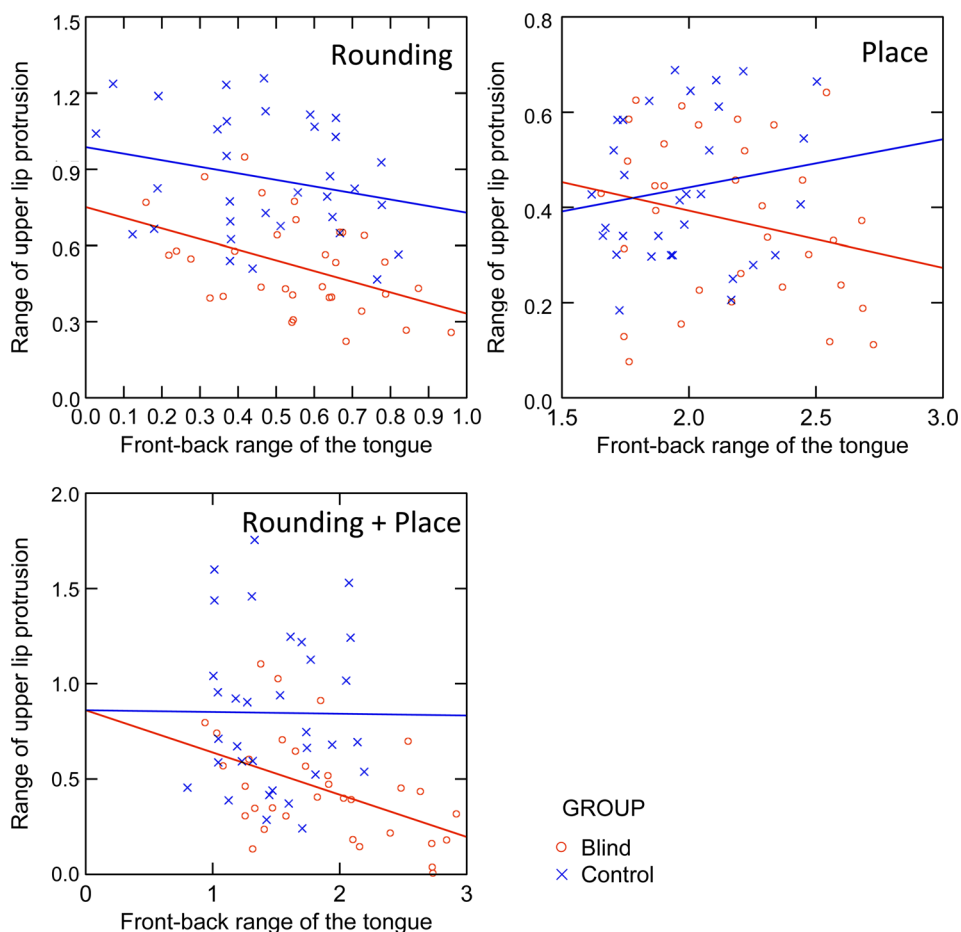 Rounding
Range of upper lip protrusion
1.5
1.2
0.9
0.6
0.3
0.0
0.0 0.1 0.2 0.3 0.4 0.5 0.6 0.7 0.8 0.9 1.0
Front-back range of the tongue
Place
Range of upper lip protrusion
0.8
0.6
0.4
0.2
0.0
1.5 2.0 2.5 3.0
Front-back range of the tongue
Rounding + Place
Range of upper lip protrusion
2.0
1.5
1.0
0.5
0.0
0 1 2 3
Front-back range of the tongue
GROUP
Blind
Control